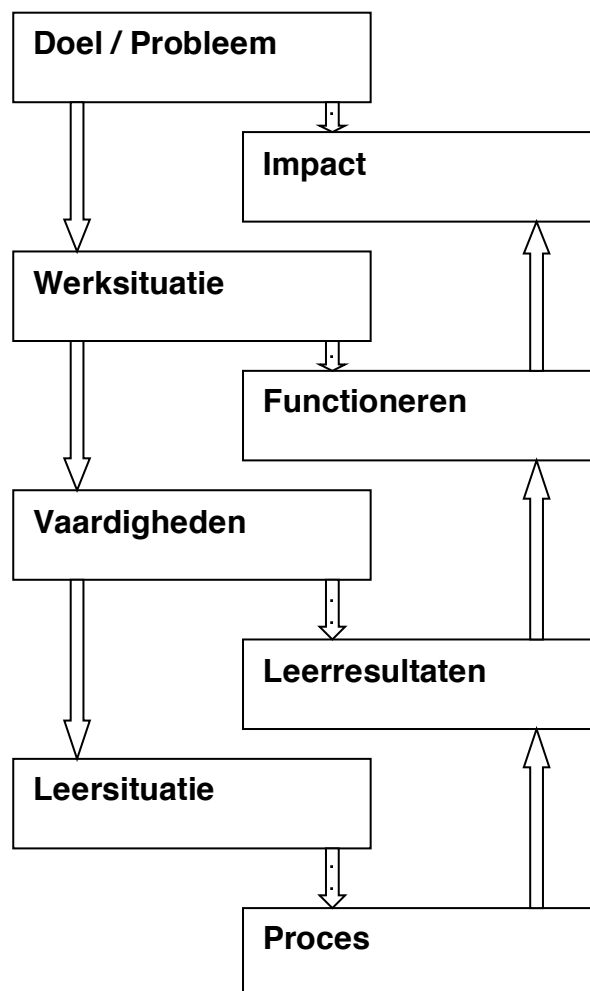 Doel / Probleem
Impact
Werksituatie
Functioneren
Vaardigheden
Leerresultaten
Leersituatie
Proces